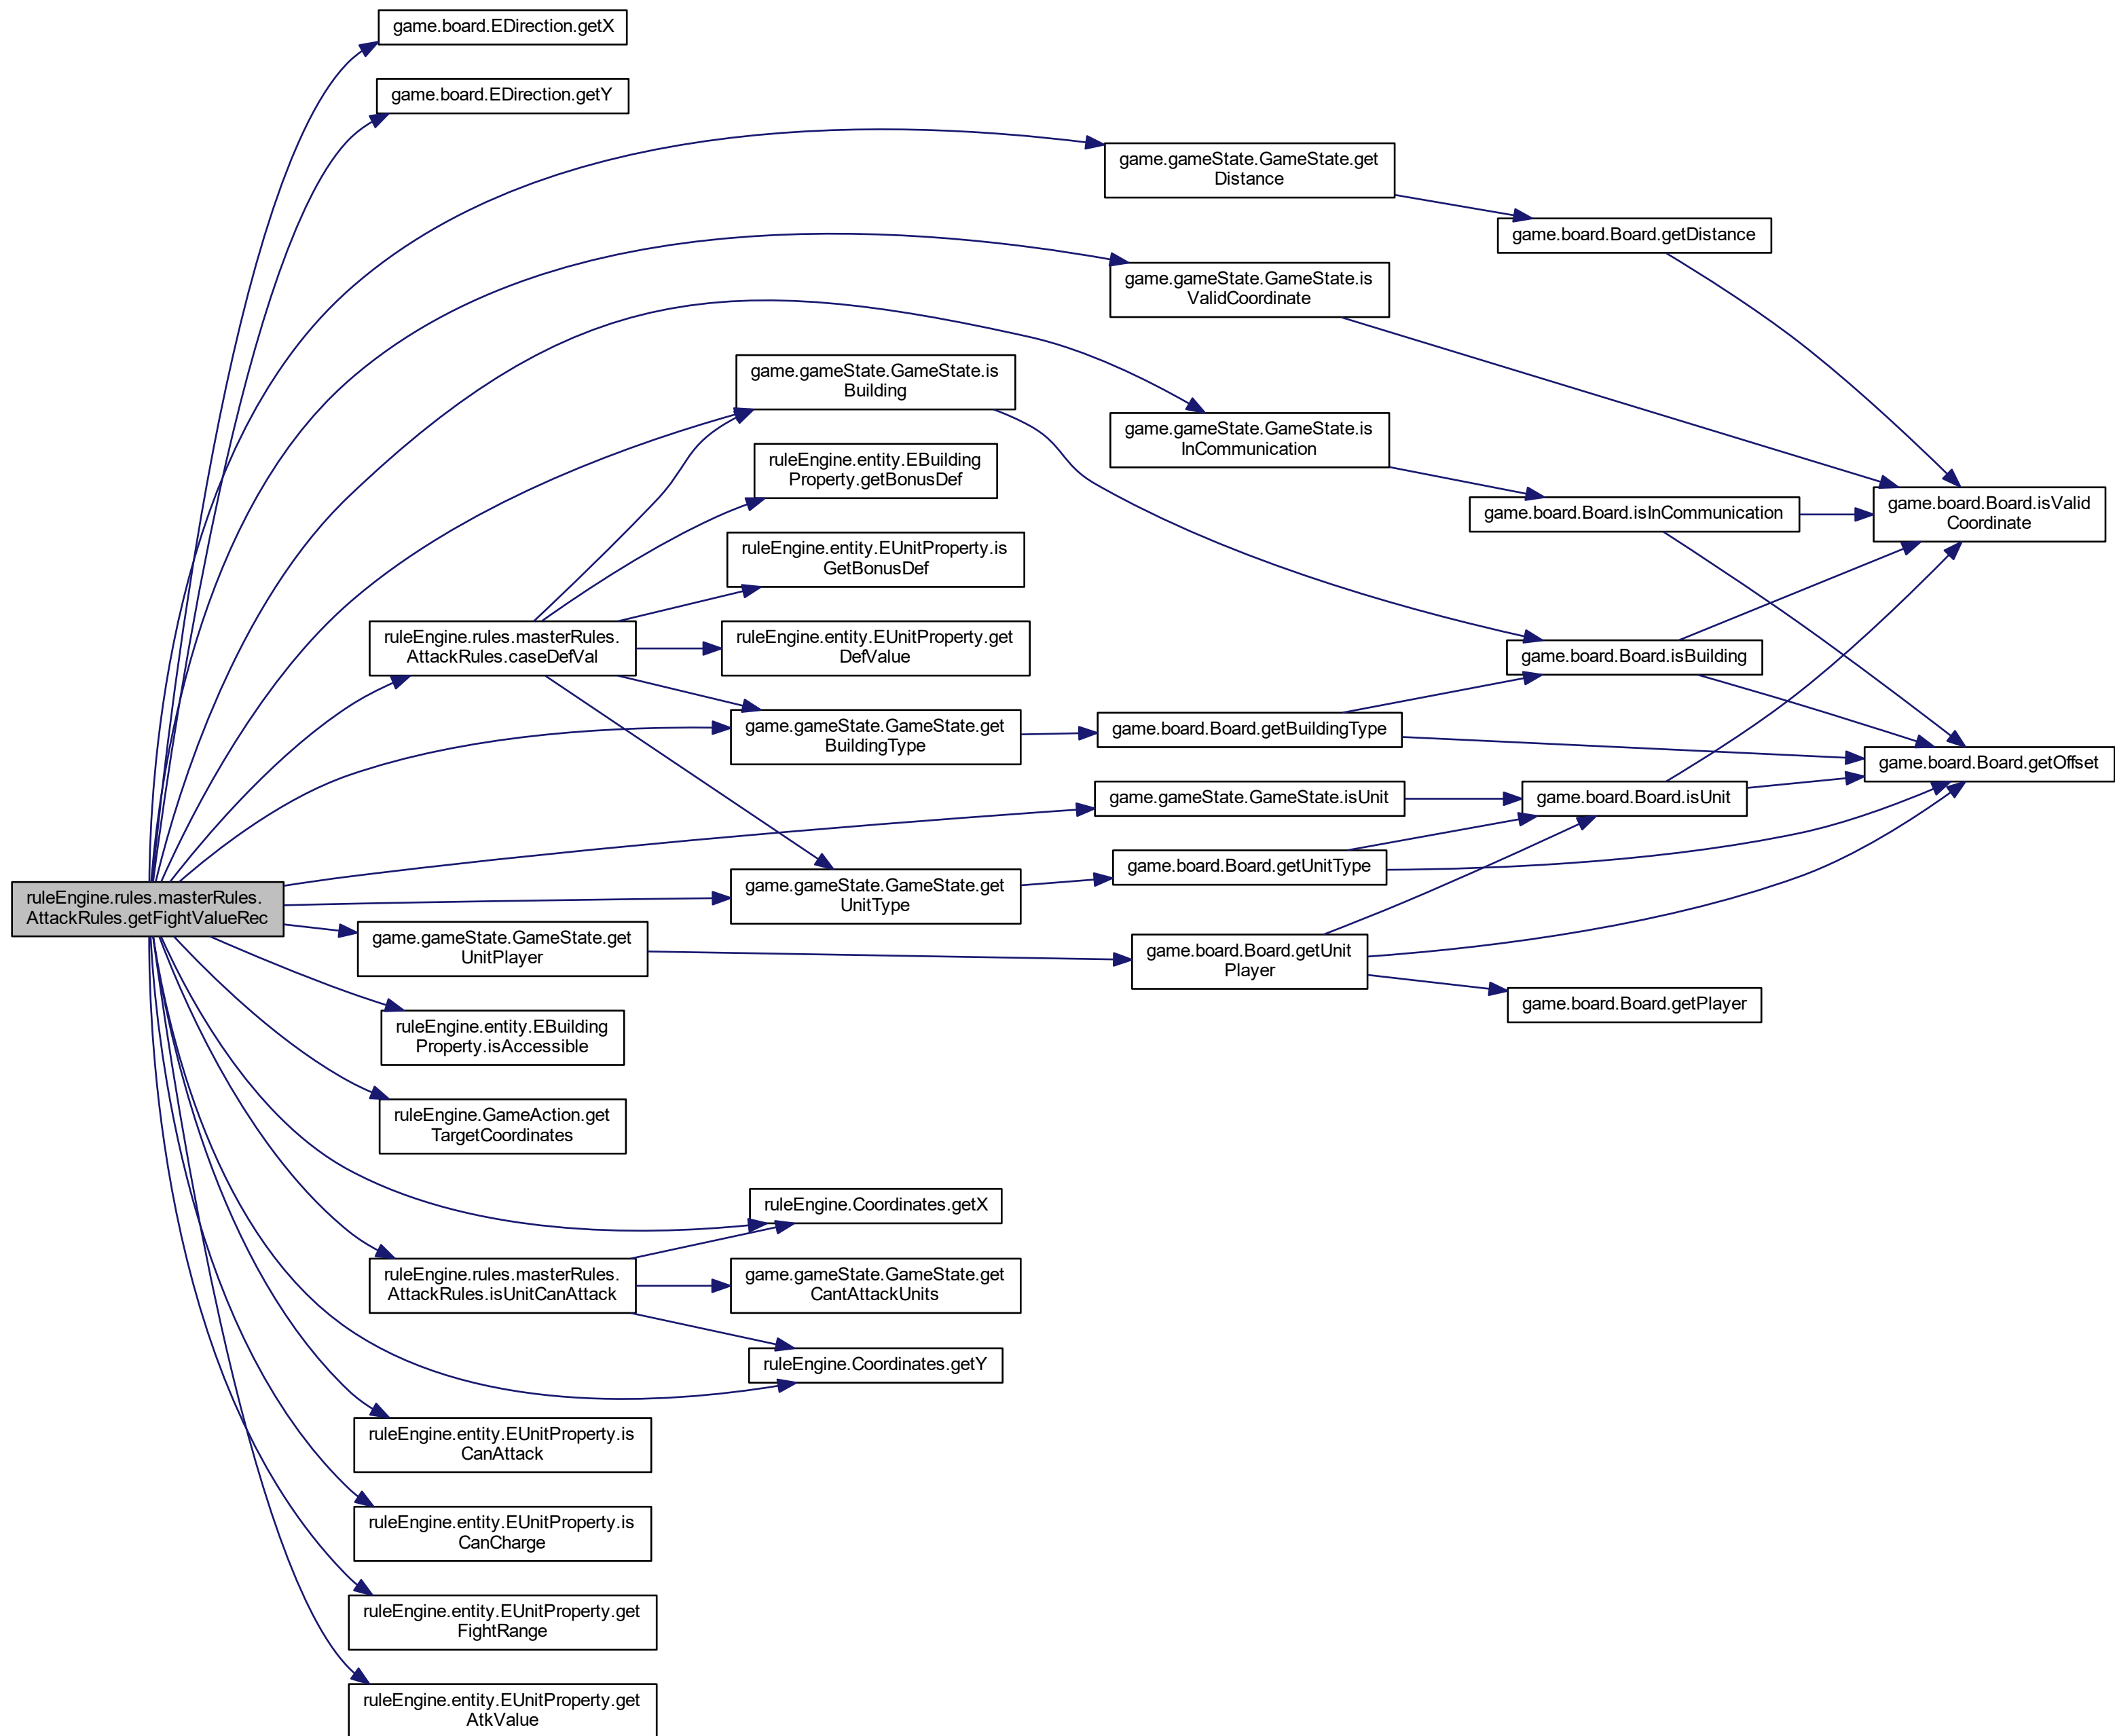 game.board.EDirection.getX
game.board.EDirection.getY
game.gameState.GameState.get
Distance
game.board.Board.getDistance
game.gameState.GameState.is
ValidCoordinate
game.gameState.GameState.is
Building
game.gameState.GameState.is
InCommunication
ruleEngine.entity.EBuilding
Property.getBonusDef
game.board.Board.isInCommunication
game.board.Board.isValid
Coordinate
ruleEngine.entity.EUnitProperty.is
GetBonusDef
ruleEngine.rules.masterRules.
AttackRules.caseDefVal
ruleEngine.entity.EUnitProperty.get
DefValue
game.board.Board.isBuilding
game.gameState.GameState.get
BuildingType
game.board.Board.getBuildingType
game.board.Board.getOffset
game.gameState.GameState.isUnit
game.board.Board.isUnit
game.board.Board.getUnitType
ruleEngine.rules.masterRules.
AttackRules.getFightValueRec
game.gameState.GameState.get
UnitType
game.gameState.GameState.get
UnitPlayer
game.board.Board.getUnit
Player
game.board.Board.getPlayer
ruleEngine.entity.EBuilding
Property.isAccessible
ruleEngine.GameAction.get
TargetCoordinates
ruleEngine.Coordinates.getX
ruleEngine.rules.masterRules.
AttackRules.isUnitCanAttack
game.gameState.GameState.get
CantAttackUnits
ruleEngine.Coordinates.getY
ruleEngine.entity.EUnitProperty.is
CanAttack
ruleEngine.entity.EUnitProperty.is
CanCharge
ruleEngine.entity.EUnitProperty.get
FightRange
ruleEngine.entity.EUnitProperty.get
AtkValue